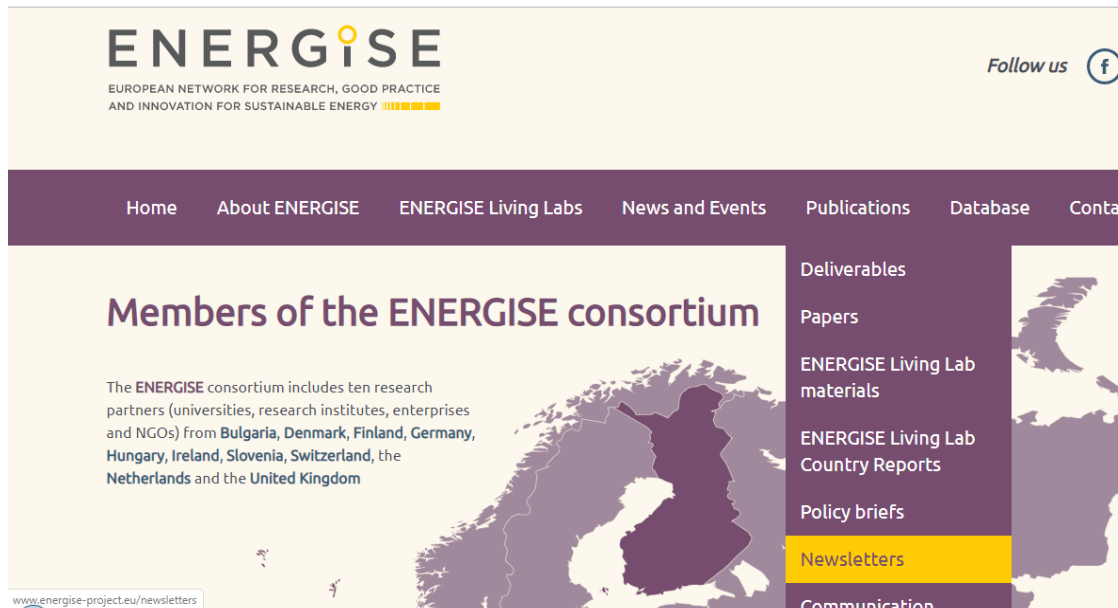 ENERGISE
EUROPEAN NETWORK FOR RESEARCH, GOOD PRACTICE
AND INNOVATION FOR SUSTAINABLE ENERGY
Follow us
f
Home About ENERGISE ENERGISE Living Labs News and Events Publications Database Conta
Deliverables
Papers
ENERGISE Living Lab
materials
ENERGISE Living Lab
Country Reports
Policy briefs
Newsletters
Communication
Members of the ENERGISE consortium
The ENERGISE consortium includes ten research
partners (universities, research institutes, enterprises
and NGOs) from Bulgaria, Denmark, Finland, Germany,
Hungary, Ireland, Slovenia, Switzerland, the
Netherlands and the United Kingdom
www.energise-project.eu/newsletters